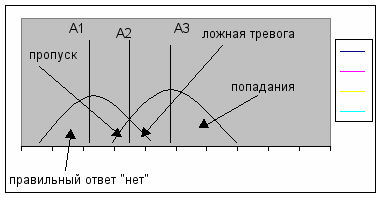 A1
A2
A3
ложная тревога
пропуск
попадания
правильный ответ "нет"